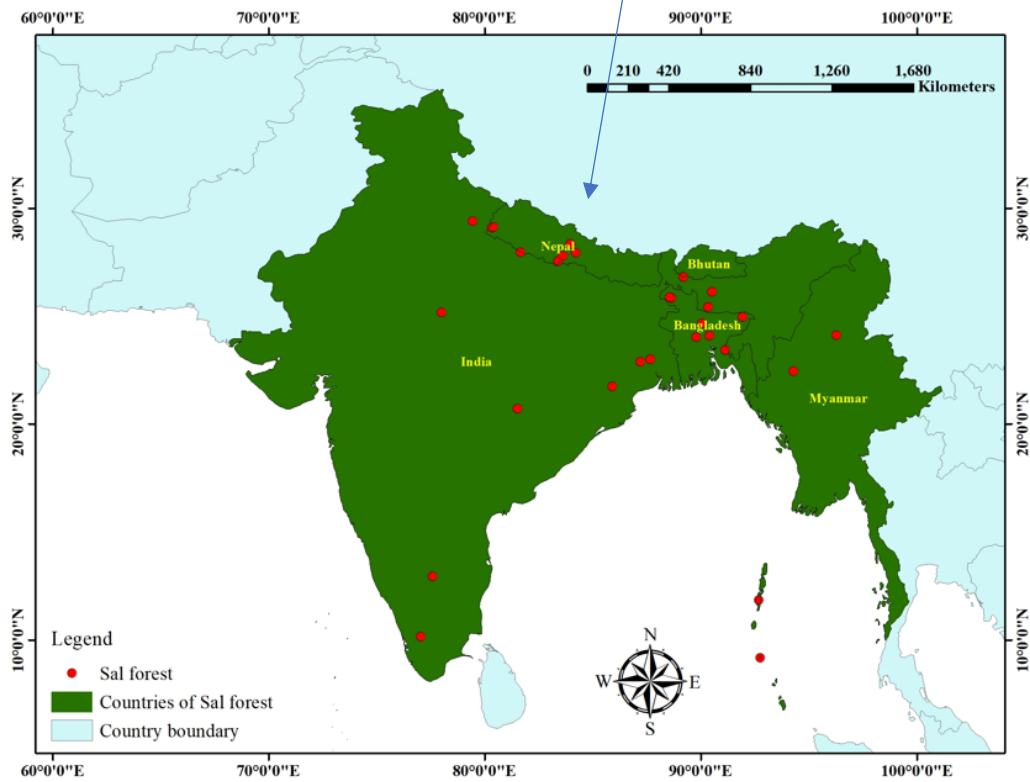 60°0'0"E 70°0'0"E 80°0'0"E 90°0'0"E 100°0'0"E
0 210 420 840 1,260 1,680
Kilometers
30°0'0"N 30°0'0"N
Nepal
Bhutan
Bangladesh
India
Myanmar
20°0'0"N 20°0'0"N
10°0'0"N 10°0'0"N
Legend
Sal forest
Countries of Sal forest
Country boundary
N
W E
S
60°0'0"E 70°0'0"E 80°0'0"E 90°0'0"E 100°0'0"E